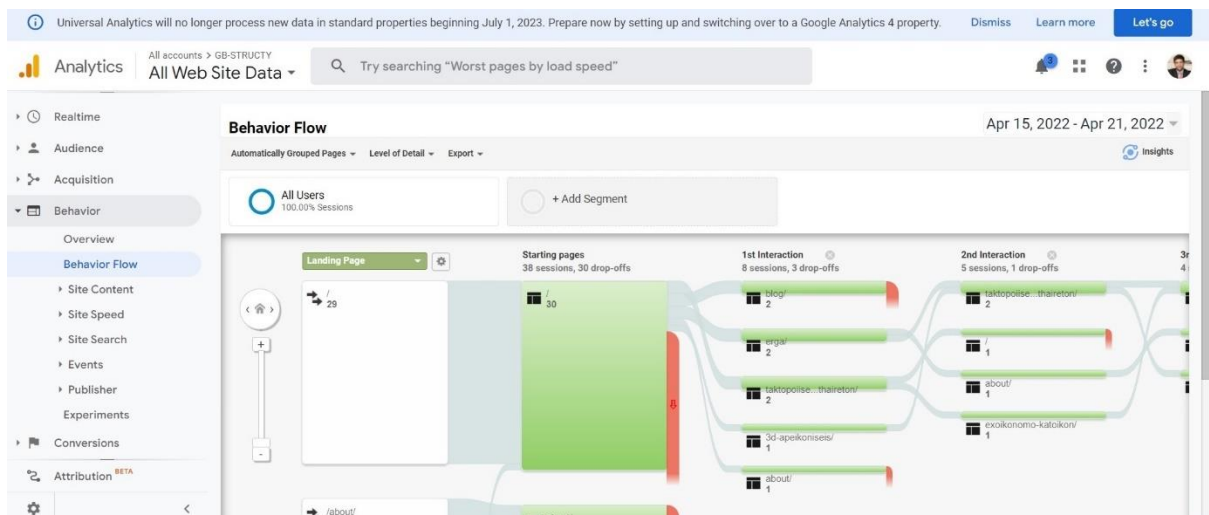 Universal Analytics will no longer process new data in standard properties beginning July 1, 2023. Prepare now by setting up and switching over to a Google Analytics 4 property. Dismiss Learn more Let's go
Analytics
All accounts > GB-STRUCTY
All Web Site Data
Try searching "Worst pages by load speed"
3
Realtime
Audience
Acquisition
Behavior
Overview
Behavior Flow
Site Content
Site Speed
Site Search
Events
Publisher
Experiments
Conversions
Attribution BETA
Behavior Flow
Apr 15, 2022 - Apr 21, 2022
Automatically Grouped Pages Level of Detail Export
Insights
All Users
100.00% Sessions
+ Add Segment
Landing Page
/
29
/about/
Starting pages
38 sessions, 30 drop-offs
/
30
1st Interaction
8 sessions, 3 drop-offs
blog/
2
erga/
2
taktopoiise...thaireton/
2
3d-apeikoniseis/
1
about/
1
2nd Interaction
5 sessions, 1 drop-offs
taktopoiise...thaireton/
2
/
1
about/
1
exoikonomo-katoikon/
1
3r
4